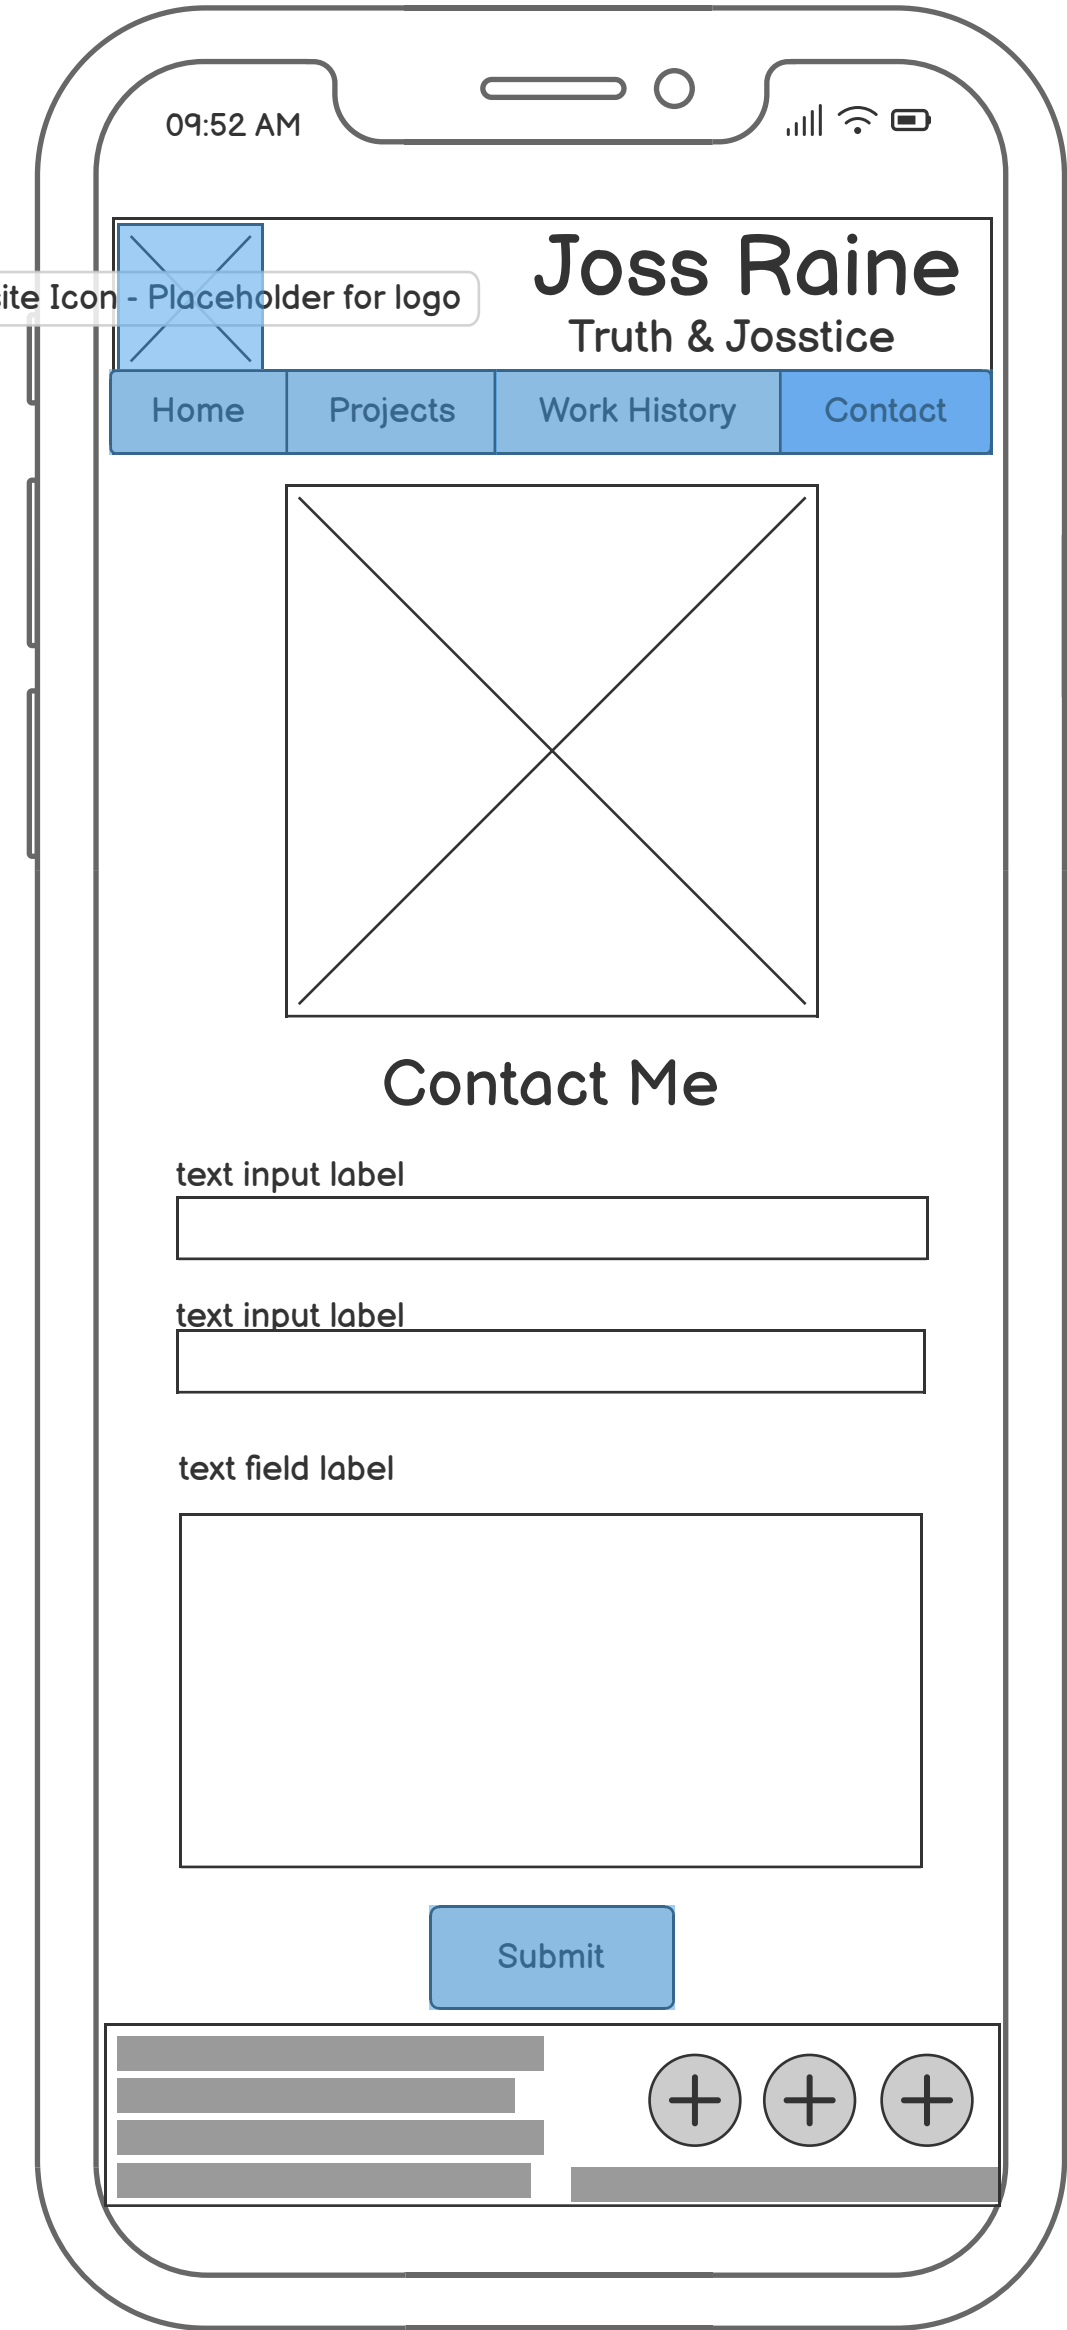 09:52 AM
Joss Raine
Icon - Placeholder for logo
Truth & Josstice
Home Projects Work History Contact
Contact Me
text input label
text input label
text field label
Submit